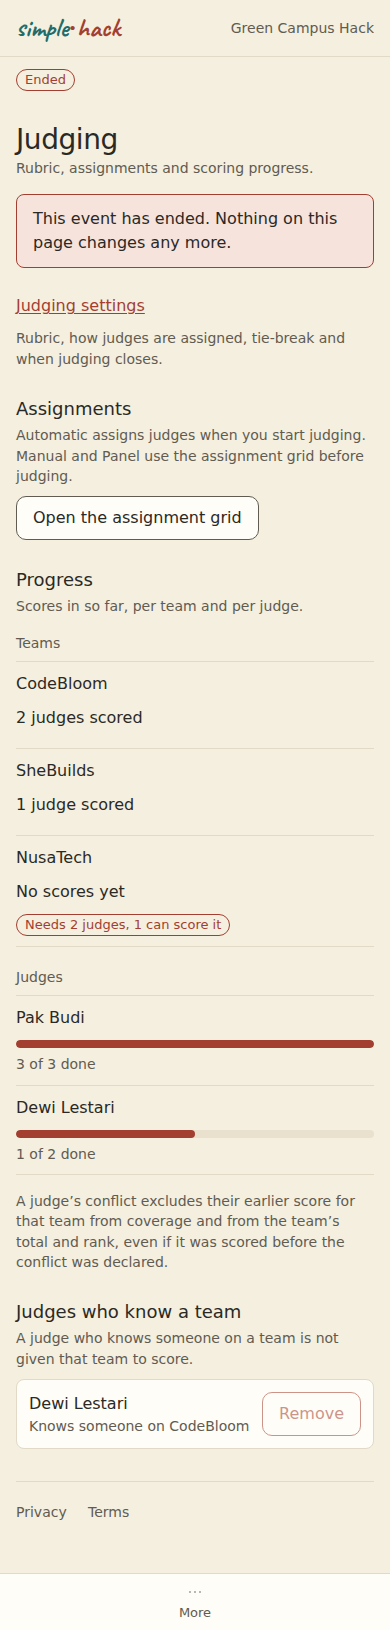 simple·hack
Green Campus Hack
Ended
Judging
Rubric, assignments and scoring progress.
This event has ended. Nothing on this
page changes any more.
Judging settings
Rubric, how judges are assigned, tie-break and
when judging closes.
Assignments
Automatic assigns judges when you start judging.
Manual and Panel use the assignment grid before
judging.
Open the assignment grid
Progress
Scores in so far, per team and per judge.
Teams
CodeBloom
2 judges scored
SheBuilds
1 judge scored
NusaTech
No scores yet
Needs 2 judges, 1 can score it
Judges
Pak Budi
3 of 3 done
Dewi Lestari
1 of 2 done
A judge’s conflict excludes their earlier score for
that team from coverage and from the team’s
total and rank, even if it was scored before the
conflict was declared.
Judges who know a team
A judge who knows someone on a team is not
given that team to score.
Dewi Lestari
Knows someone on CodeBloom
Remove
Privacy
Terms
…
More